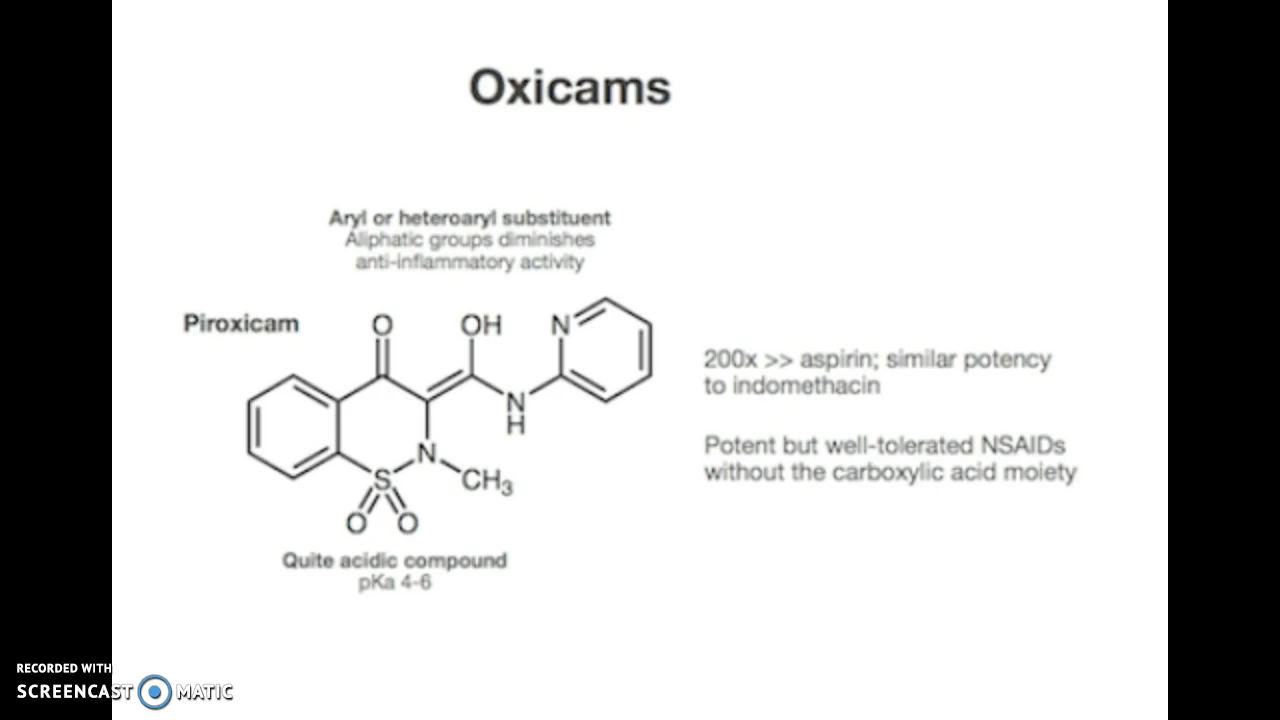 Oxicams
Aryl or heteroaryl substituent
Aliphatic groups diminishes
anti-inflammatory activity
Piroxicam
O
OH
N
N
H
N
S
CH3
O
O
200x >> aspirin; similar potency
to indomethacin
Potent but well-tolerated NSAIDs
without the carboxylic acid moiety
Quite acidic compound
pKa 4-6
RECORDED WITH
SCREENCAST MATIC